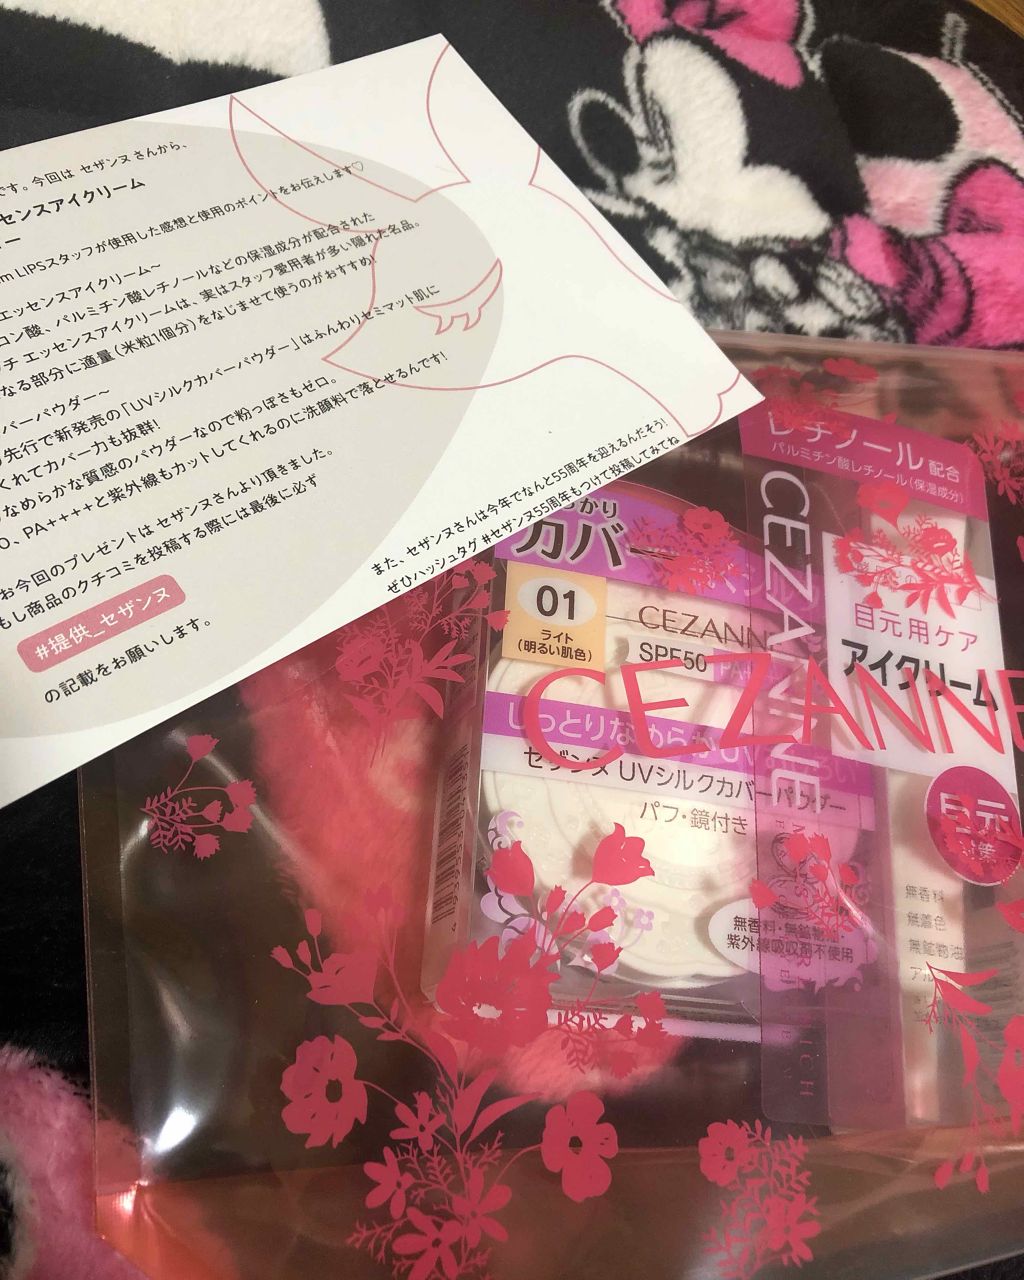 です。今回は セザンヌ さんから、
センスアイクリーム
ー
m LIPSスタッフが使用した感想と使用のポイントをお伝えします♡
エッセンスアイクリーム~
コン酸、パルミチン酸レチノールなどの保湿成分が配合された
チ エッセンスアイクリームは、実はスタッフ愛用者が多い隠れた名品。
なる部分に適量(米粒1個分)をなじませて使うのがおすすめ!
バーパウダー~
先行で新発売の「UVシルクカバーパウダー」はふんわりセミマット肌に
くれてカバー力も抜群!
なめらかな質感のパウダーなので粉っぽさもゼロ。
0、PA++++と紫外線もカットしてくれるのに洗顔料で落とせるんです!
お今回のプレゼントは セザンヌさんより頂きました。
もし商品のクチコミを投稿する際には最後に必ず
#提供_セザンヌ
の記載をお願いします。
また、セザンヌさんは今年でなんと55周年を迎えるんだそう!
ぜひハッシュタグ #セザンヌ55周年もつけて投稿してみてね
レチノール配合
パルミチン酸レチノール(保湿成分)
CEZANNE
目元用ケア
アイクリーム
目元
無香料
無着色
無鉱物油
かり
カバー
01
ライト
(明るい肌色)
CEZANN
SPF50
しっとりなめらか
セザンヌ UVシルクカバーパウダー
パフ・鏡付き
無香料・無鉱物油
紫外線吸収剤不使用
CEZANNE